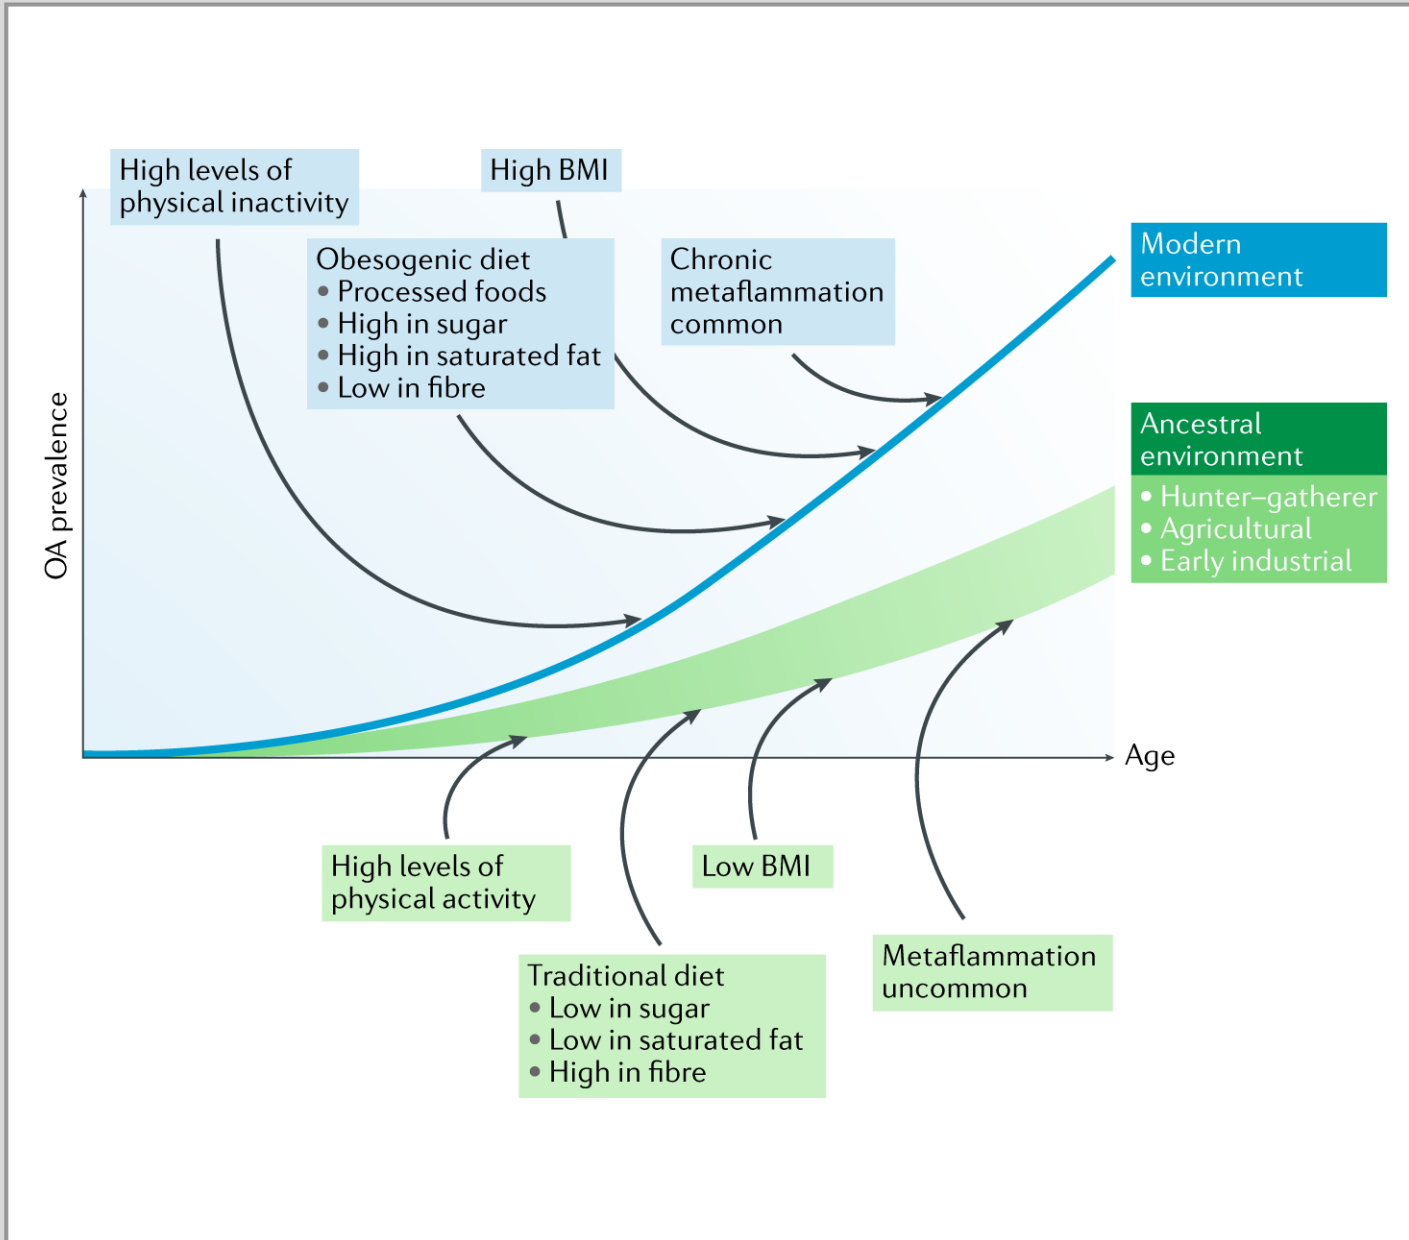 High levels of
physical inactivity
High BMI
Obesogenic diet
• Processed foods
• High in sugar
• High in saturated fat
• Low in fibre
Chronic
metaflammation
common
Modern
environment
Ancestral
environment
• Hunter–gatherer
• Agricultural
• Early industrial
OA prevalence
Age
High levels of
physical activity
Low BMI
Traditional diet
• Low in sugar
• Low in saturated fat
• High in fibre
Metaflammation
uncommon